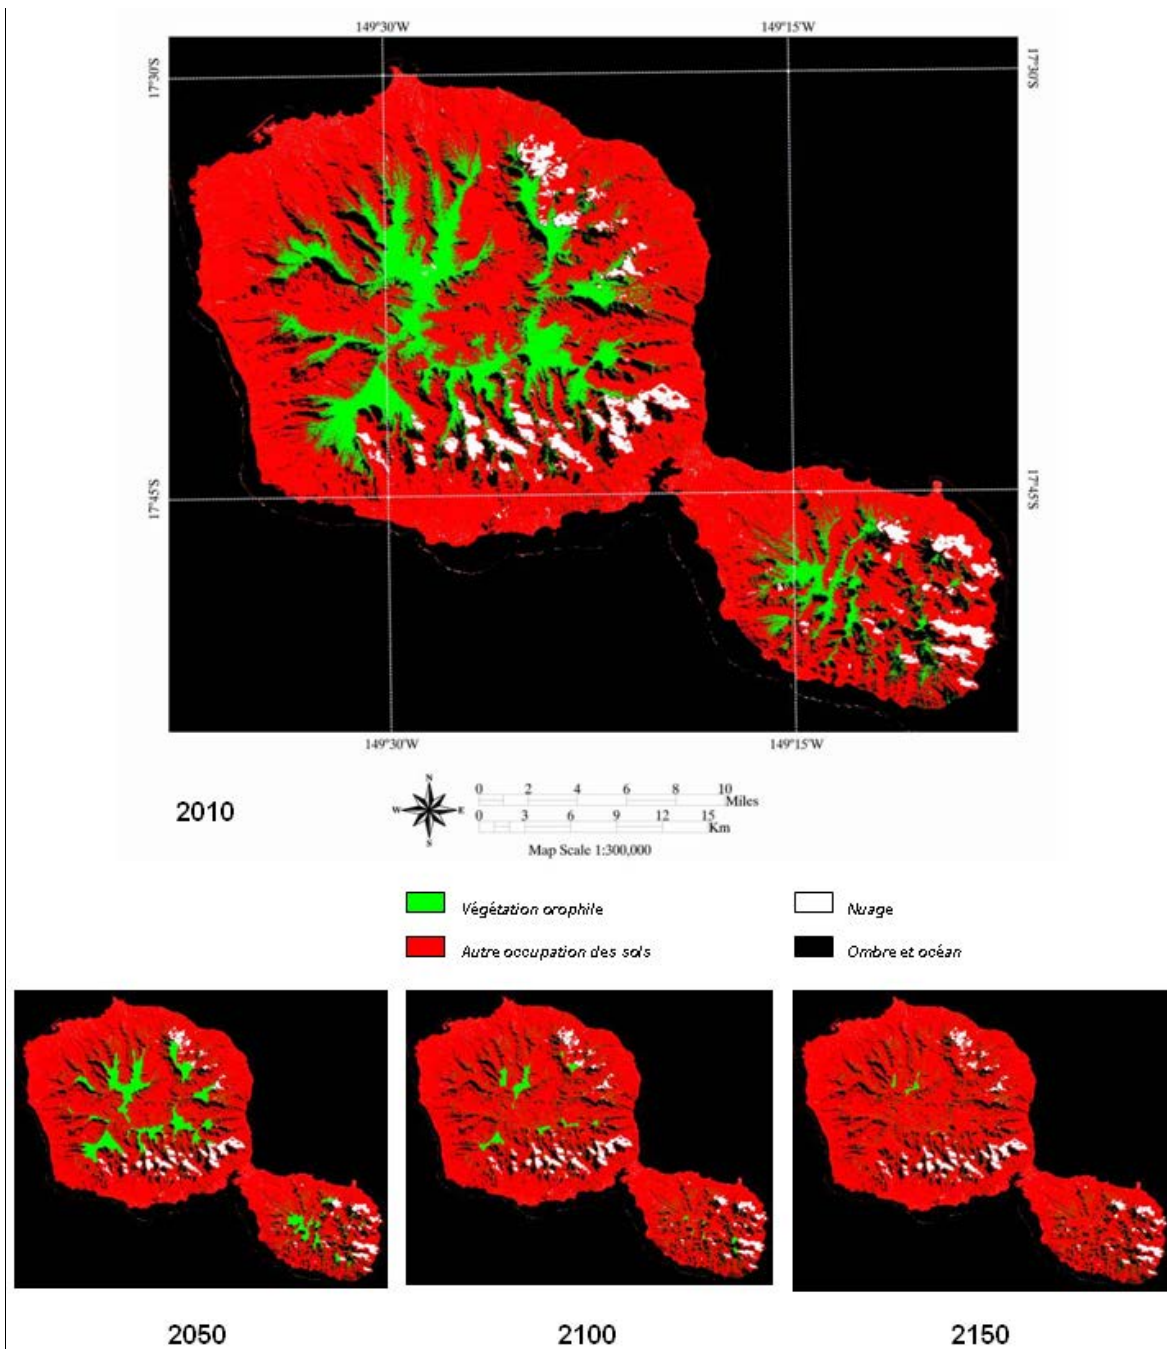 149°30'W 149°15'W
17°30'S 17°30'S
17°45'S 17°45'S
149°30'W 149°15'W
2010
N
W E
S
0 2 4 6 8 10
Miles
0 3 6 9 12 15
Km
Map Scale 1:300,000
Végétation orophile Nuage
Autre occupation des sols Ombre et océan
2050 2100 2150